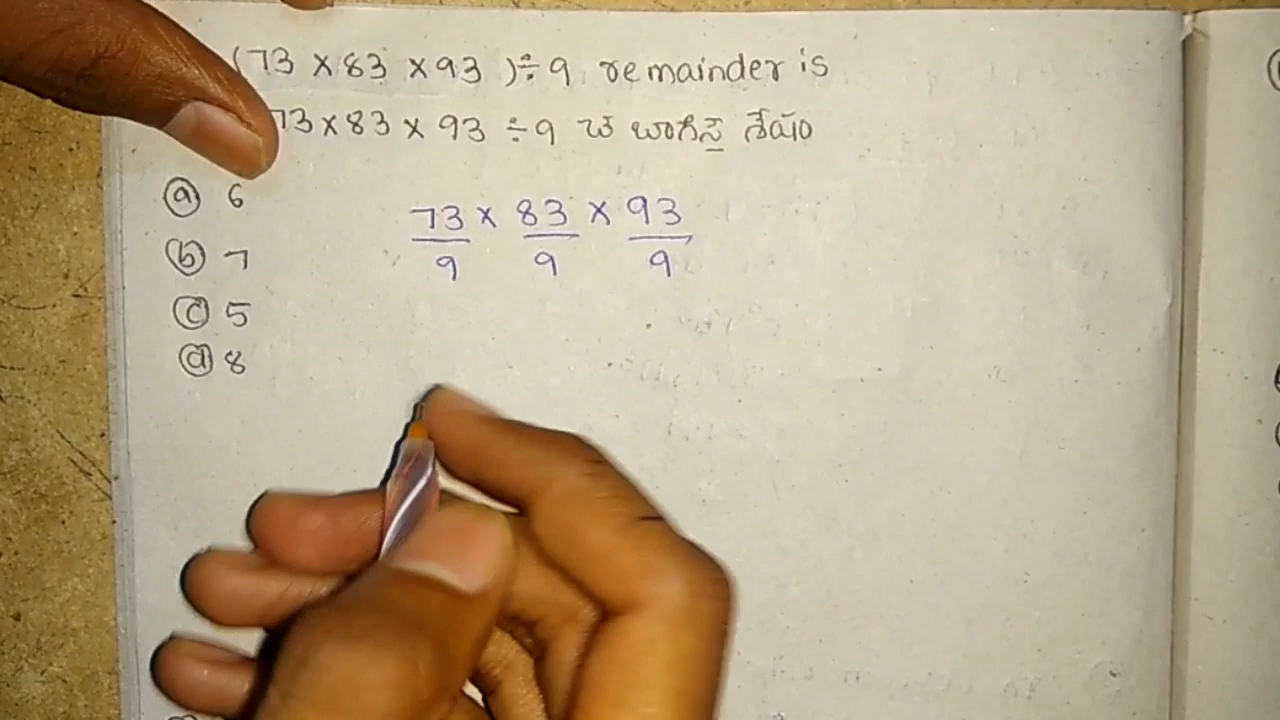 (73 × 83 × 93 ) ÷ 9 remainder is
73 × 83 × 93 ÷ 9 చే బాగిస్తె శేషం
ⓐ 6
ⓑ 7
ⓒ 5
ⓓ 8
73 × 83 × 93
9 9 9